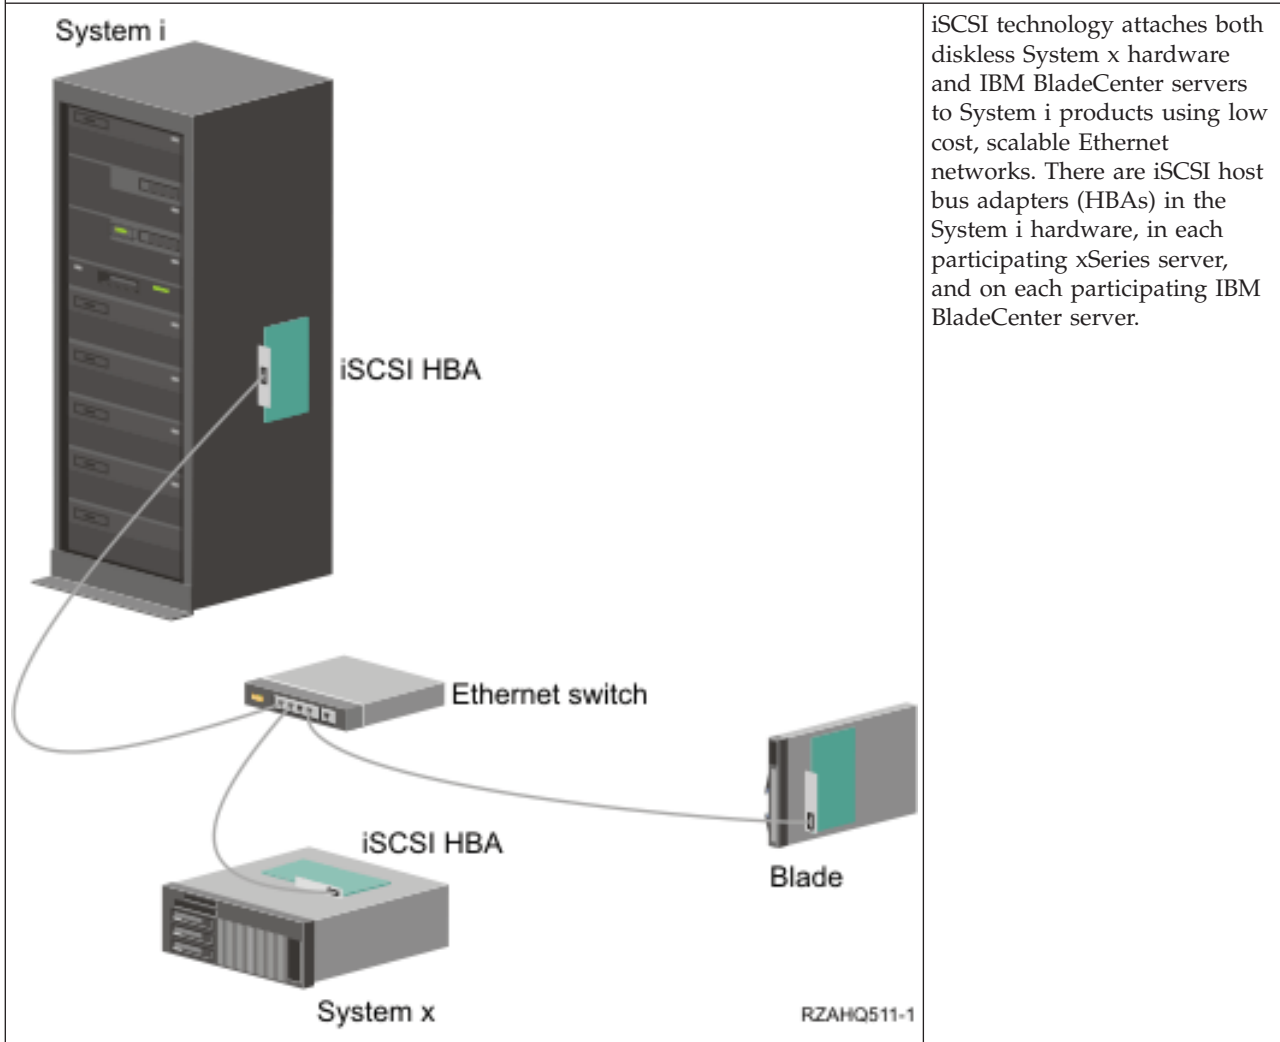 System i
iSCSI HBA
Ethernet switch
iSCSI HBA
Blade
System x
RZAHQ511-1
iSCSI technology attaches both
diskless System x hardware
and IBM BladeCenter servers
to System i products using low
cost, scalable Ethernet
networks. There are iSCSI host
bus adapters (HBAs) in the
System i hardware, in each
participating xSeries server,
and on each participating IBM
BladeCenter server.